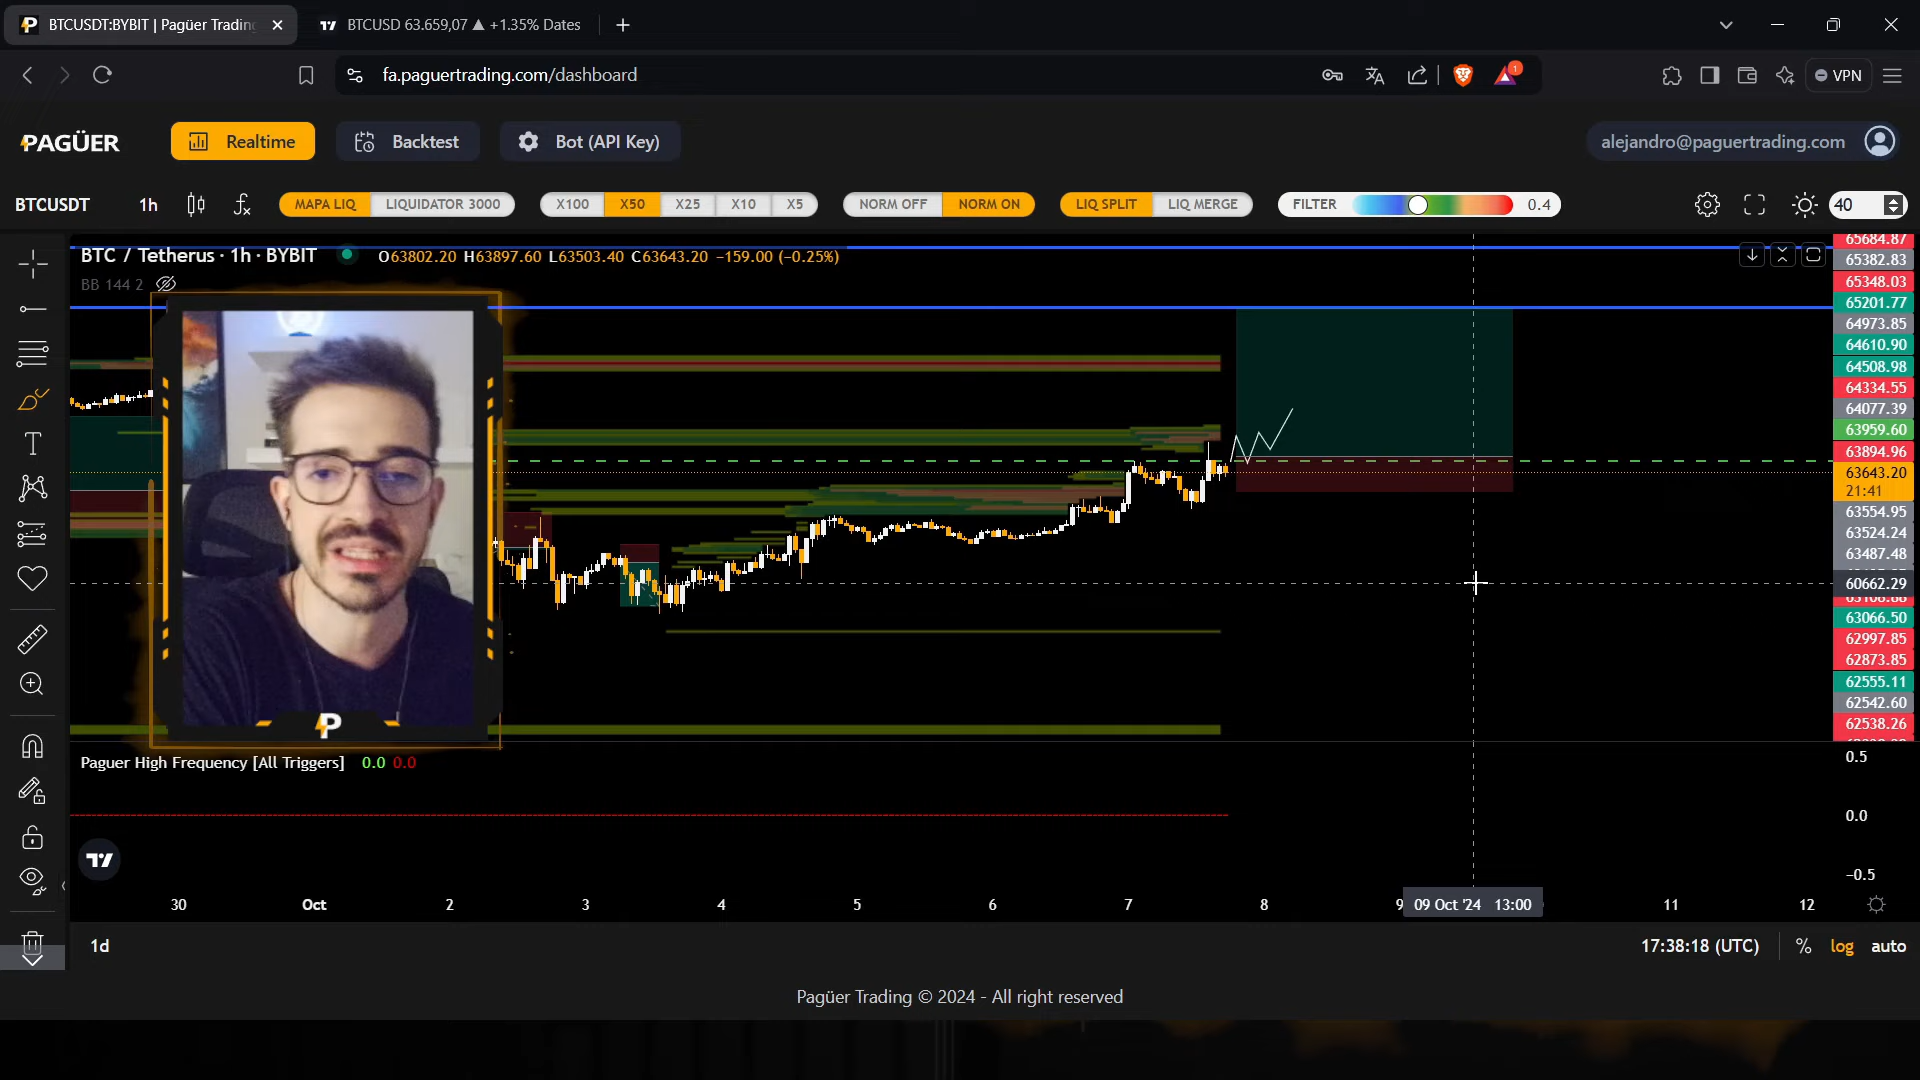 BTCUSDT:BYBIT | Pagüer Trading
BTCUSD 63.659,07 ▲ +1.35% Dates
fa.paguertrading.com/dashboard
1
VPN
PAGÜER
Realtime
Backtest
Bot (API Key)
alejandro@paguertrading.com
BTCUSDT
1h
MAPA LIQ
LIQUIDATOR 3000
X100
X50
X25
X10
X5
NORM OFF
NORM ON
LIQ SPLIT
LIQ MERGE
FILTER
0.4
40
BTC / Tetherus · 1h · BYBIT
O63802.20 H63897.60 L63503.40 C63643.20 −159.00 (−0.25%)
BB 144 2
65684.87
65382.83
65348.03
65201.77
64973.85
64610.90
64508.98
64334.55
64077.39
63959.60
63894.96
63643.20
21:41
63554.95
63524.24
63487.48
60662.29
63066.50
62997.85
62873.85
62555.11
62542.60
62538.26
P
Paguer High Frequency [All Triggers] 0.0 0.0
0.5
0.0
−0.5
30
Oct
2
3
4
5
6
7
8
9
09 Oct '24 13:00
11
12
1d
17:38:18 (UTC)
%
log
auto
Pagüer Trading © 2024 - All right reserved